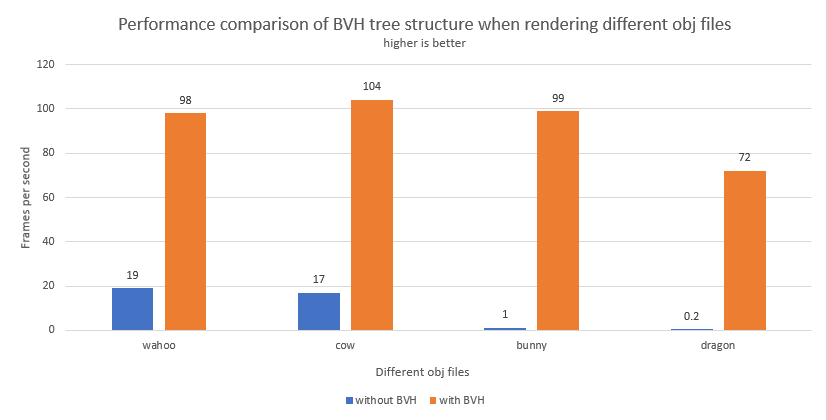 Performance comparison of BVH tree structure when rendering different obj files
higher is better
120
100
80
60
40
20
0
Frames per second
98
104
99
72
19
17
1
0.2
wahoo
cow
bunny
dragon
Different obj files
without BVH
with BVH